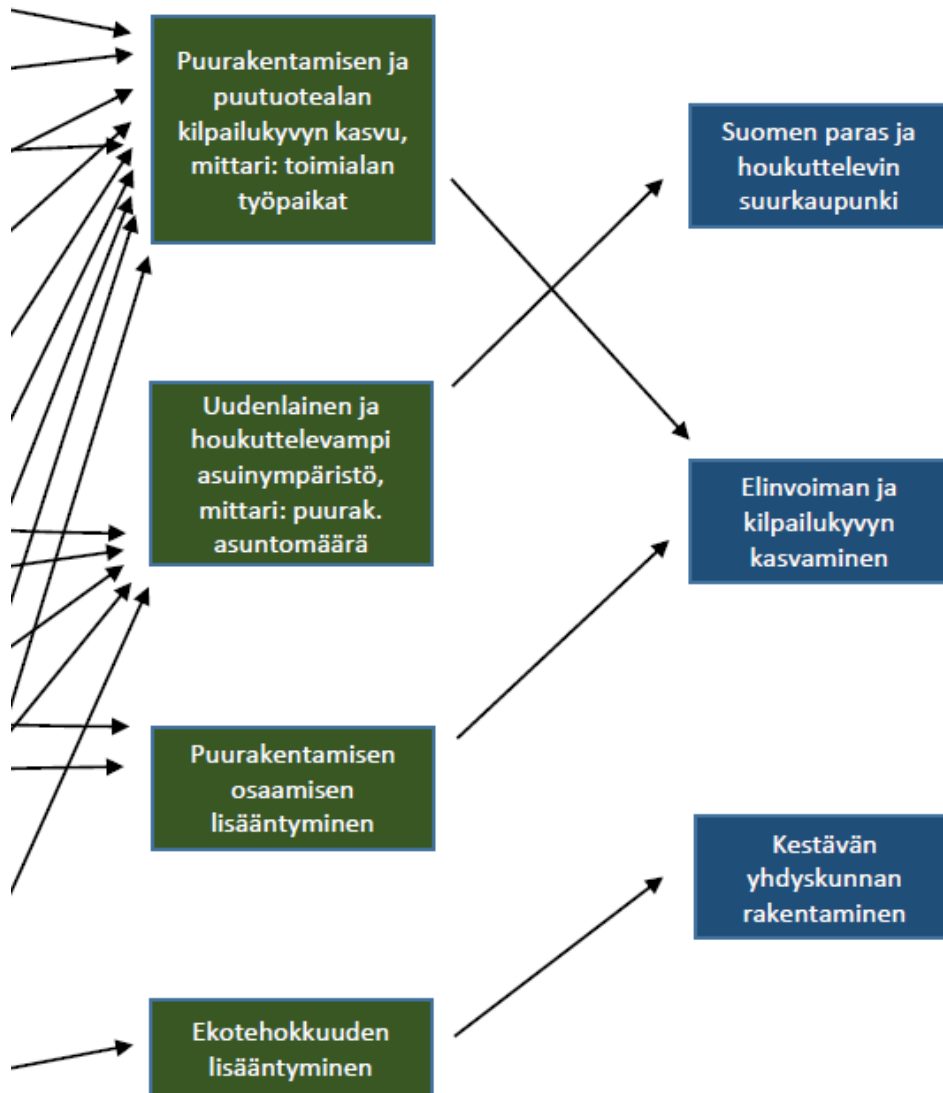 Puurakentamisen ja
puutuotealan
kilpailukyvyn kasvu,
mittari: toimialan
työpaikat
Suomen paras ja
houkuttelevin
suurkaupunki
Uudenlainen ja
houkuttelevampi
asuinympäristö,
mittari: puurak.
asuntomäärä
Elinvoiman ja
kilpailukyvyn
kasvaminen
Puurakentamisen
osaamisen
lisääntyminen
Kestävän
yhdyskunnan
rakentaminen
Ekotehokkuuden
lisääntyminen